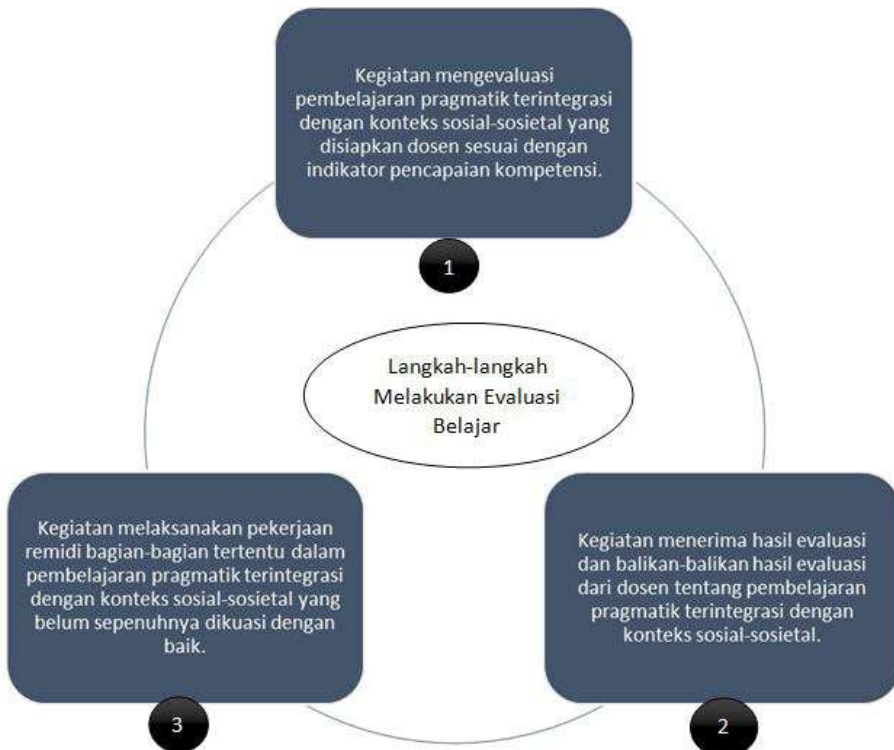 Kegiatan mengevaluasi
pembelajaran pragmatik terintegrasi
dengan konteks sosial-sosietal yang
disiapkan dosen sesuai dengan
indikator pencapaian kompetensi.
1
Langkah-langkah
Melakukan Evaluasi
Belajar
Kegiatan menerima hasil evaluasi
dan balikan-balikan hasil evaluasi
dari dosen tentang pembelajaran
pragmatik terintegrasi dengan
konteks sosial-sosietal.
2
Kegiatan melaksanakan pekerjaan
remidi bagian-bagian tertentu dalam
pembelajaran pragmatik terintegrasi
dengan konteks sosial-sosietal yang
belum sepenuhnya dikuasi dengan
baik.
3